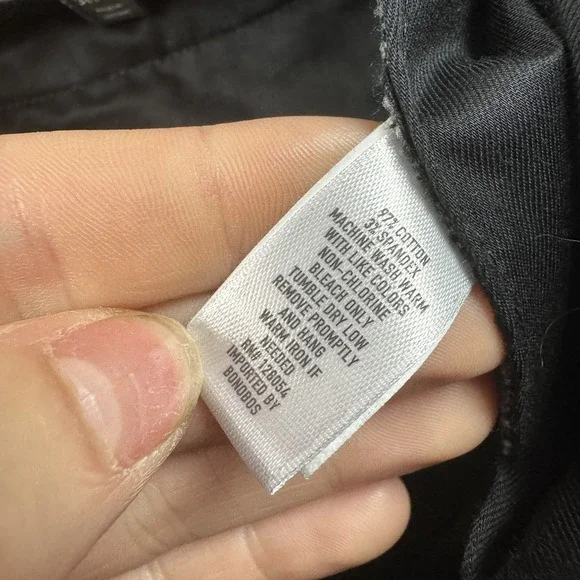 97% COTTON
3% SPANDEX
MACHINE WASH WARM
WITH LIKE COLORS
NON-CHLORINE
BLEACH ONLY
TUMBLE DRY LOW
REMOVE PROMPTLY
AND HANG
WARM IRON IF
NEEDED
RN# 128054
IMPORTED BY
BONOBOS